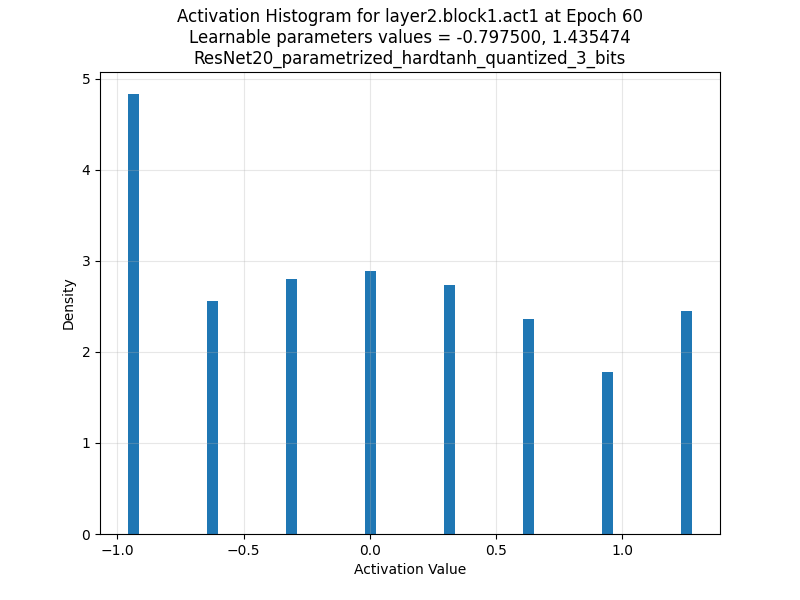 Activation Histogram for layer2.block1.act1 at Epoch 60
Learnable parameters values = -0.797500, 1.435474
ResNet20_parametrized_hardtanh_quantized_3_bits
5
4
3
2
1
0
Density
−1.0 −0.5 0.0 0.5 1.0
Activation Value